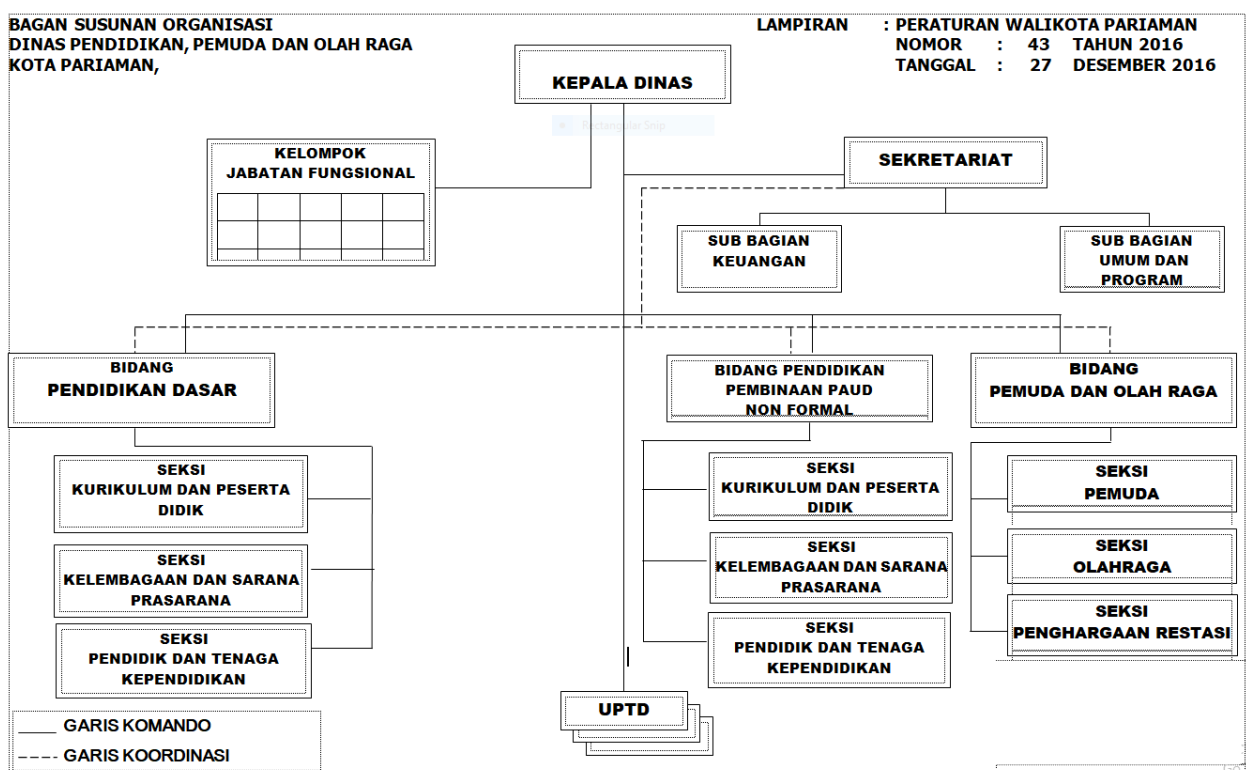 BAGAN SUSUNAN ORGANISASI
DINAS PENDIDIKAN, PEMUDA DAN OLAH RAGA
KOTA PARIAMAN,
LAMPIRAN : PERATURAN WALIKOTA PARIAMAN
NOMOR : 43 TAHUN 2016
TANGGAL : 27 DESEMBER 2016
KEPALA DINAS
Rectangular Snip
KELOMPOK
JABATAN FUNGSIONAL
SEKRETARIAT
SUB BAGIAN
KEUANGAN
SUB BAGIAN
UMUM DAN
PROGRAM
BIDANG
PENDIDIKAN DASAR
BIDANG PENDIDIKAN
PEMBINAAN PAUD
NON FORMAL
BIDANG
PEMUDA DAN OLAH RAGA
SEKSI
KURIKULUM DAN PESERTA
DIDIK
SEKSI
KELEMBAGAAN DAN SARANA
PRASARANA
SEKSI
PENDIDIK DAN TENAGA
KEPENDIDIKAN
SEKSI
KURIKULUM DAN PESERTA
DIDIK
SEKSI
KELEMBAGAAN DAN SARANA
PRASARANA
SEKSI
PENDIDIK DAN TENAGA
KEPENDIDIKAN
SEKSI
PEMUDA
SEKSI
OLAHRAGA
SEKSI
PENGHARGAAN RESTASI
UPTD
GARIS KOMANDO
GARIS KOORDINASI